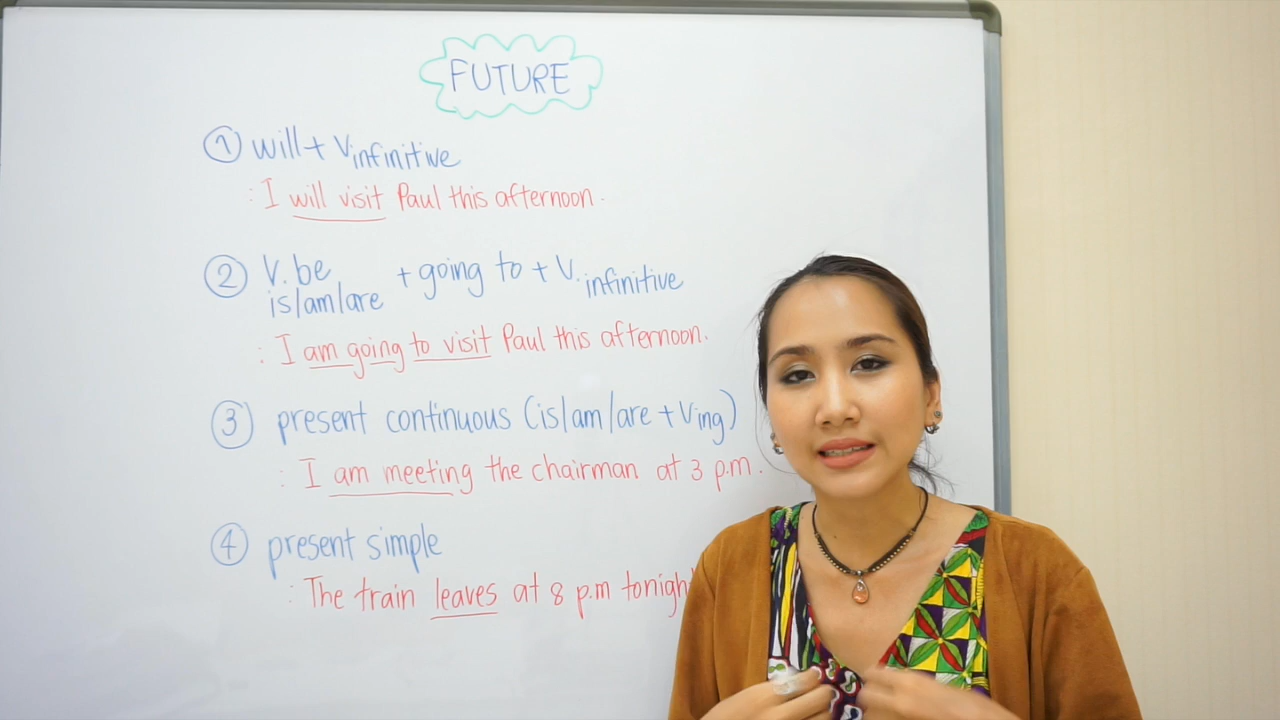 FUTURE
① will + Vinfinitive
: I will visit Paul this afternoon.
② V. be + going to + V. infinitive
is/am/are
: I am going to visit Paul this afternoon.
③ present continuous (is/am/are + Ving)
: I am meeting the chairman at 3 p.m.
④ present simple
: The train leaves at 8 p.m tonigh